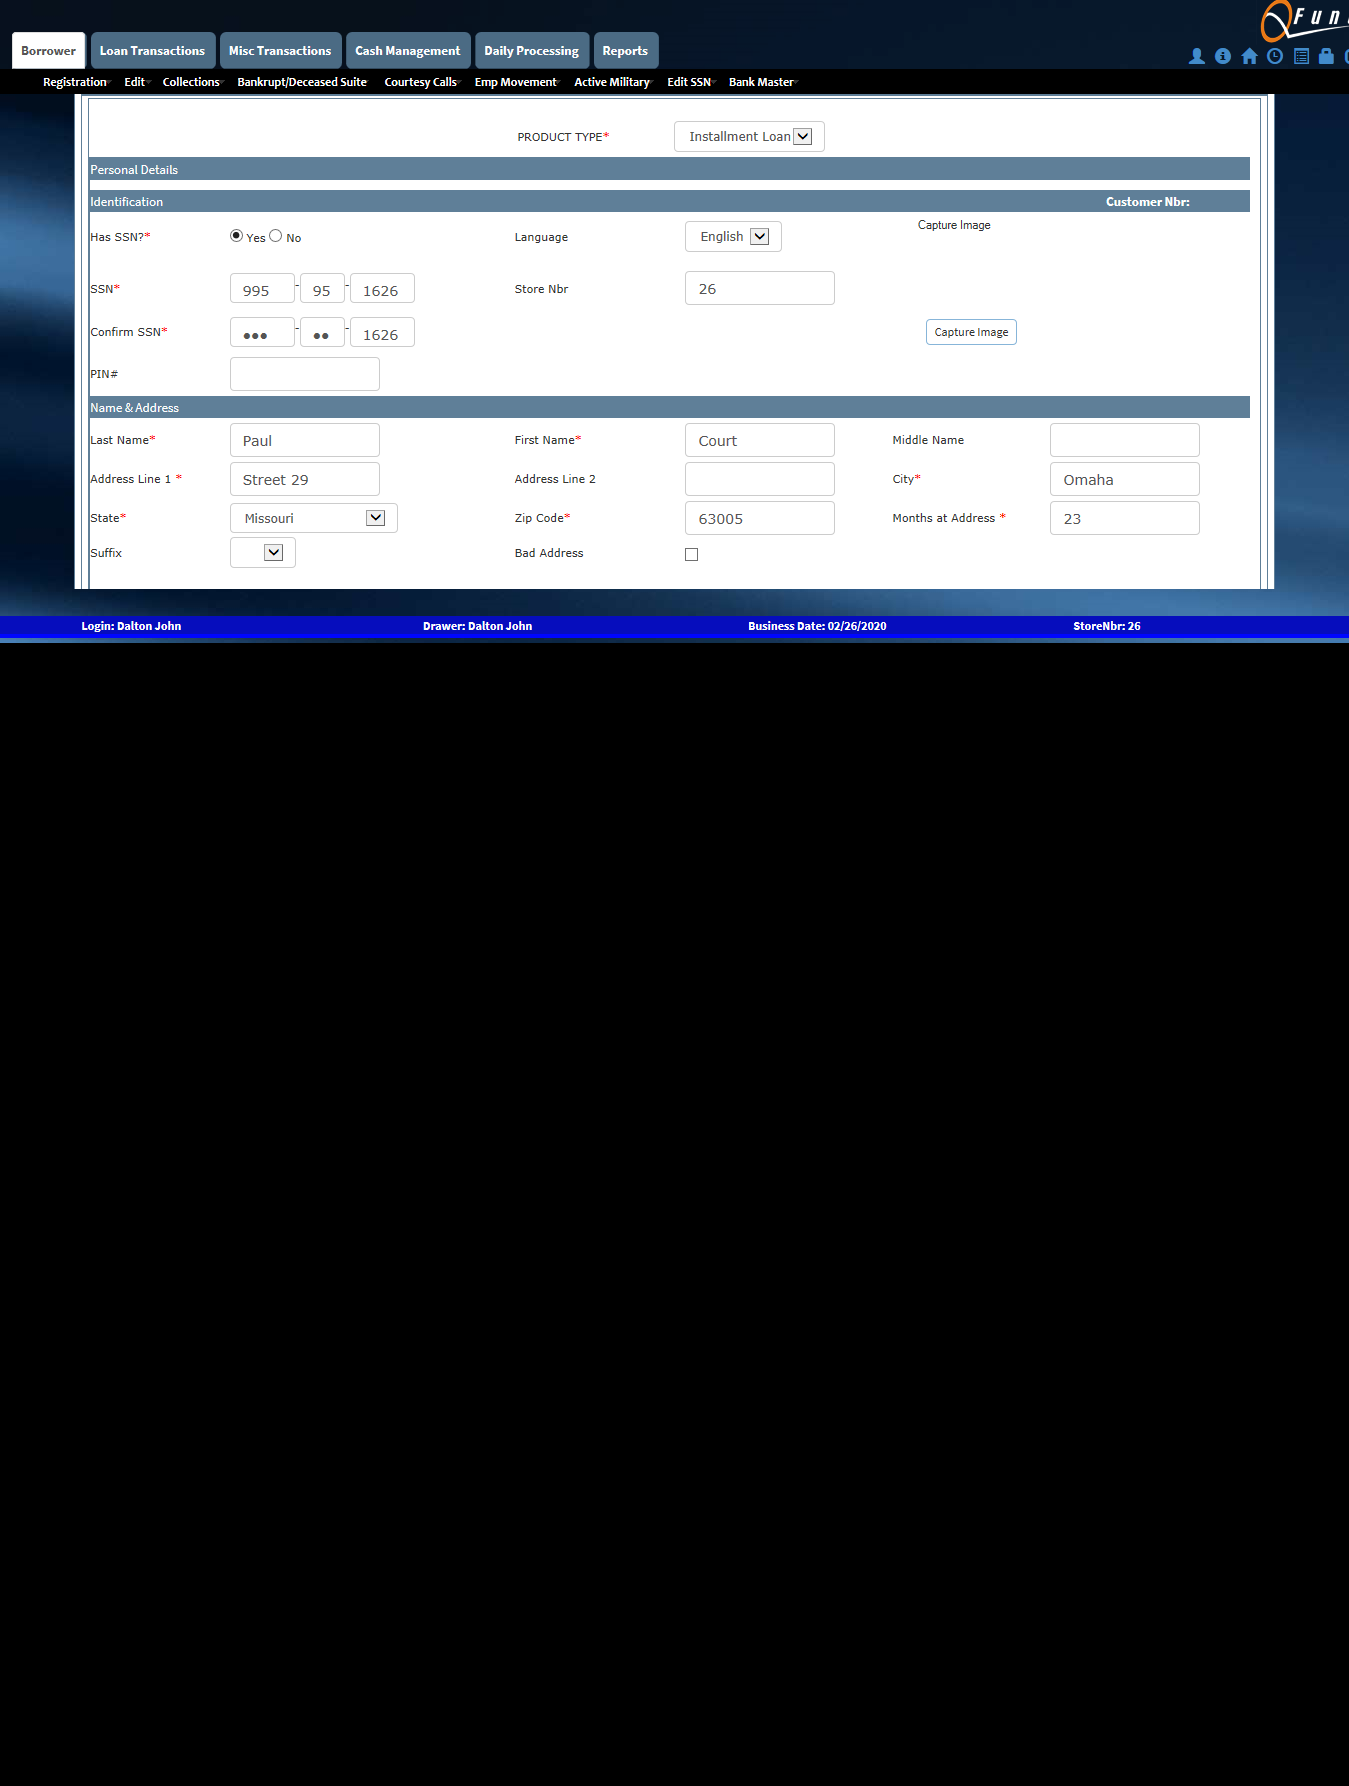 Fun
Borrower Loan Transactions Misc Transactions Cash Management Daily Processing Reports
Registration Edit Collections Bankrupt/Deceased Suite Courtesy Calls Emp Movement Active Military Edit SSN Bank Master
PRODUCT TYPE* Installment Loan
Personal Details
Identification Customer Nbr:
Has SSN?* Yes No Language English Capture Image
SSN* 995 - 95 - 1626 Store Nbr 26
Confirm SSN* ●●● - ●● - 1626 Capture Image
PIN#
Name & Address
Last Name* Paul First Name* Court Middle Name
Address Line 1 * Street 29 Address Line 2 City* Omaha
State* Missouri Zip Code* 63005 Months at Address * 23
Suffix Bad Address
Login: Dalton John Drawer: Dalton John Business Date: 02/26/2020 StoreNbr: 26